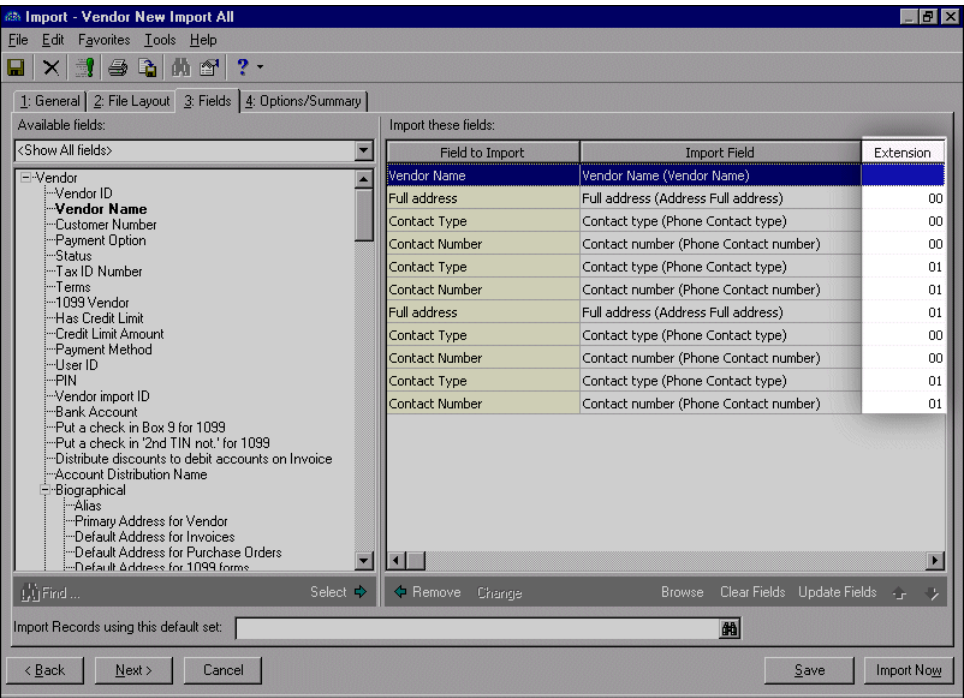 Import - Vendor New Import All
File Edit Favorites Tools Help
?
1: General 2: File Layout 3: Fields 4: Options/Summary
Available fields:
<Show All fields>
Vendor
Vendor ID
Vendor Name
Customer Number
Payment Option
Status
Tax ID Number
Terms
1099 Vendor
Has Credit Limit
Credit Limit Amount
Payment Method
User ID
PIN
Vendor import ID
Bank Account
Put a check in Box 9 for 1099
Put a check in '2nd TIN not.' for 1099
Distribute discounts to debit accounts on Invoice
Account Distribution Name
Biographical
Alias
Primary Address for Vendor
Default Address for Invoices
Default Address for Purchase Orders
Default Address for 1099 forms
Find ... Select
Import these fields:
Field to Import Import Field Extension
Vendor Name Vendor Name (Vendor Name)
Full address Full address (Address Full address) 00
Contact Type Contact type (Phone Contact type) 00
Contact Number Contact number (Phone Contact number) 00
Contact Type Contact type (Phone Contact type) 01
Contact Number Contact number (Phone Contact number) 01
Full address Full address (Address Full address) 01
Contact Type Contact type (Phone Contact type) 00
Contact Number Contact number (Phone Contact number) 00
Contact Type Contact type (Phone Contact type) 01
Contact Number Contact number (Phone Contact number) 01
Remove Change Browse Clear Fields Update Fields
Import Records using this default set:
< Back Next > Cancel Save Import Now